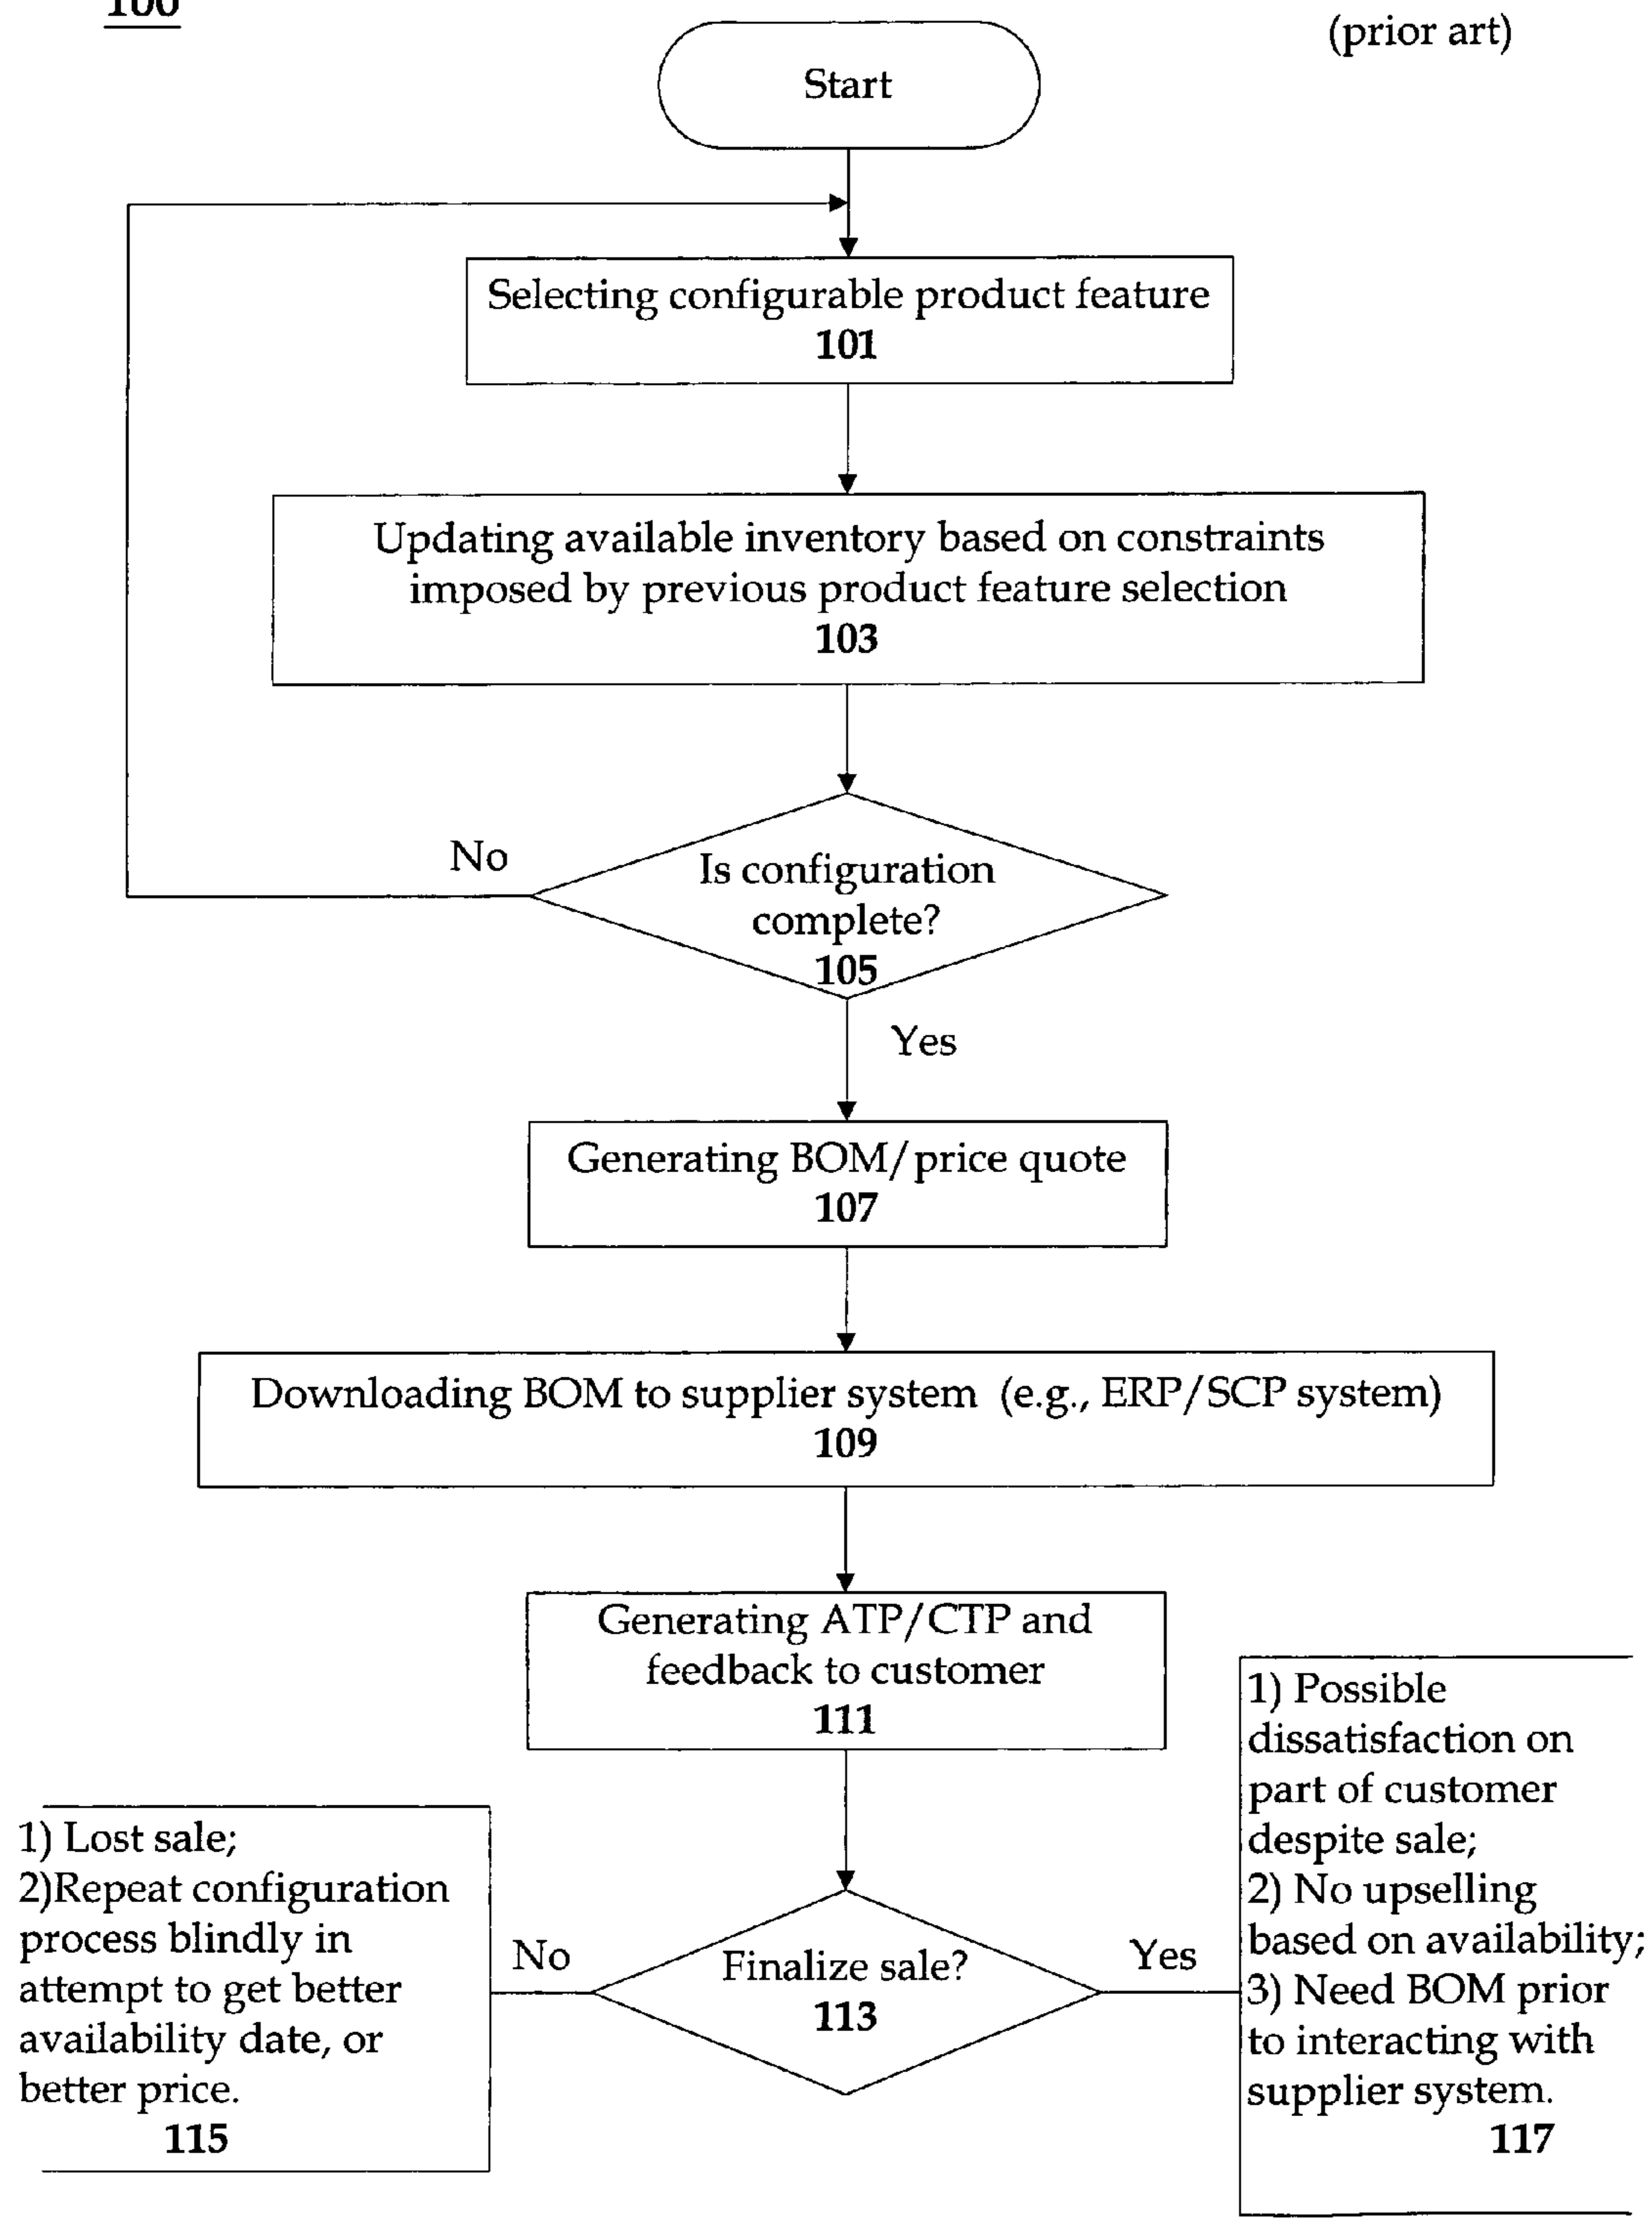 100
(prior art)
Start
Selecting configurable product feature
101
Updating available inventory based on constraints
imposed by previous product feature selection
103
No
Is configuration
complete?
105
Yes
Generating BOM/price quote
107
Downloading BOM to supplier system (e.g., ERP/SCP system)
109
Generating ATP/CTP and
feedback to customer
111
1) Lost sale;
2)Repeat configuration
process blindly in
attempt to get better
availability date, or
better price.
115
No
Finalize sale?
113
Yes
1) Possible
dissatisfaction on
part of customer
despite sale;
2) No upselling
based on availability;
3) Need BOM prior
to interacting with
supplier system.
117